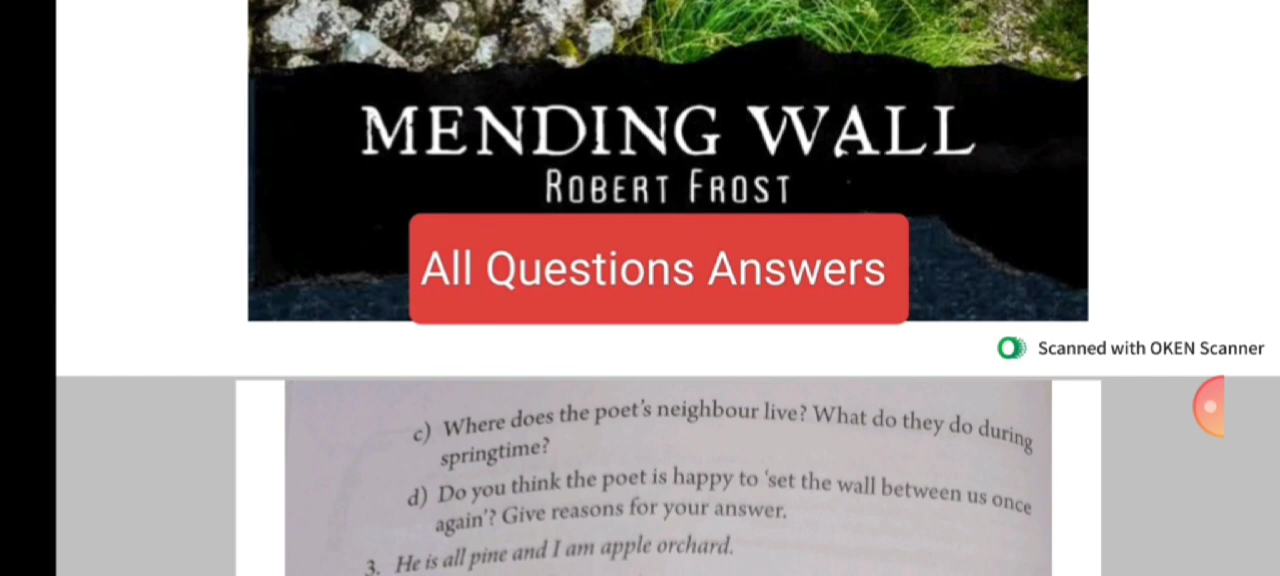 MENDING WALL
ROBERT FROST
All Questions Answers
Scanned with OKEN Scanner
c) Where does the poet's neighbour live? What do they do during
springtime?
d) Do you think the poet is happy to 'set the wall between us once
again'? Give reasons for your answer.
3. He is all pine and I am apple orchard.